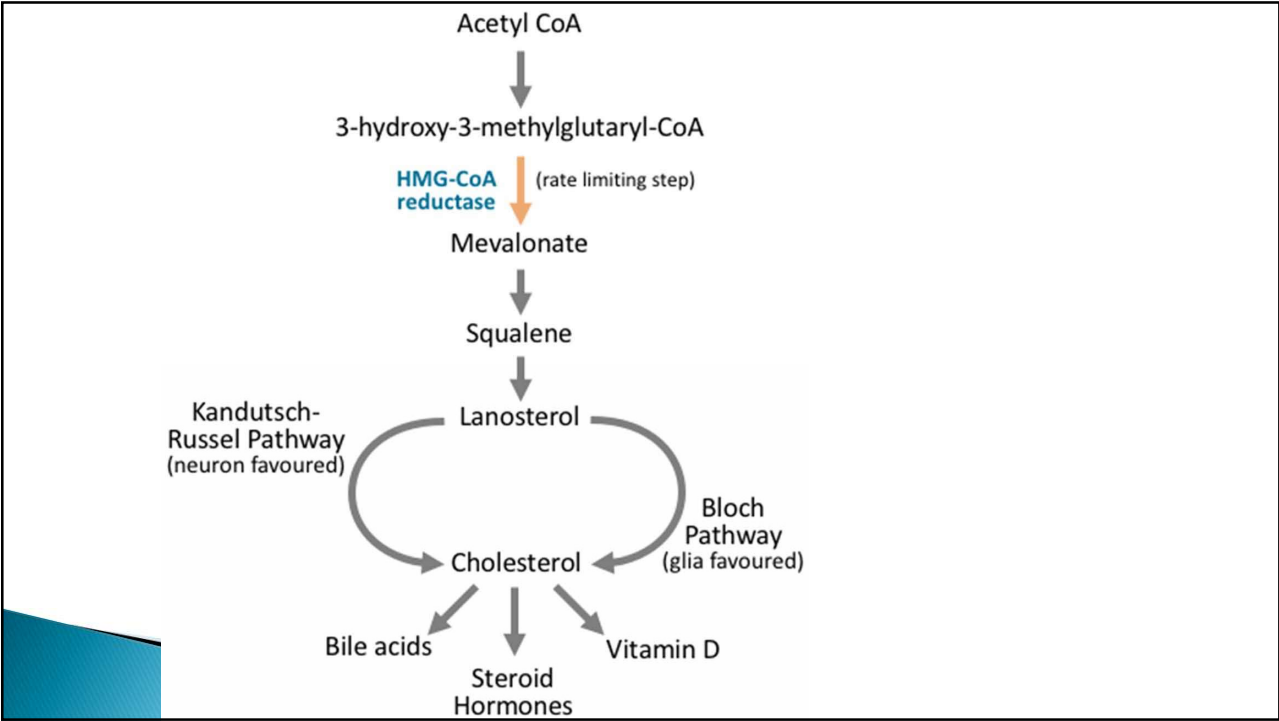 Acetyl CoA
3-hydroxy-3-methylglutaryl-CoA
HMG-CoA
reductase
(rate limiting step)
Mevalonate
Squalene
Lanosterol
Kandutsch-
Russel Pathway
(neuron favoured)
Bloch
Pathway
(glia favoured)
Cholesterol
Bile acids
Steroid
Hormones
Vitamin D